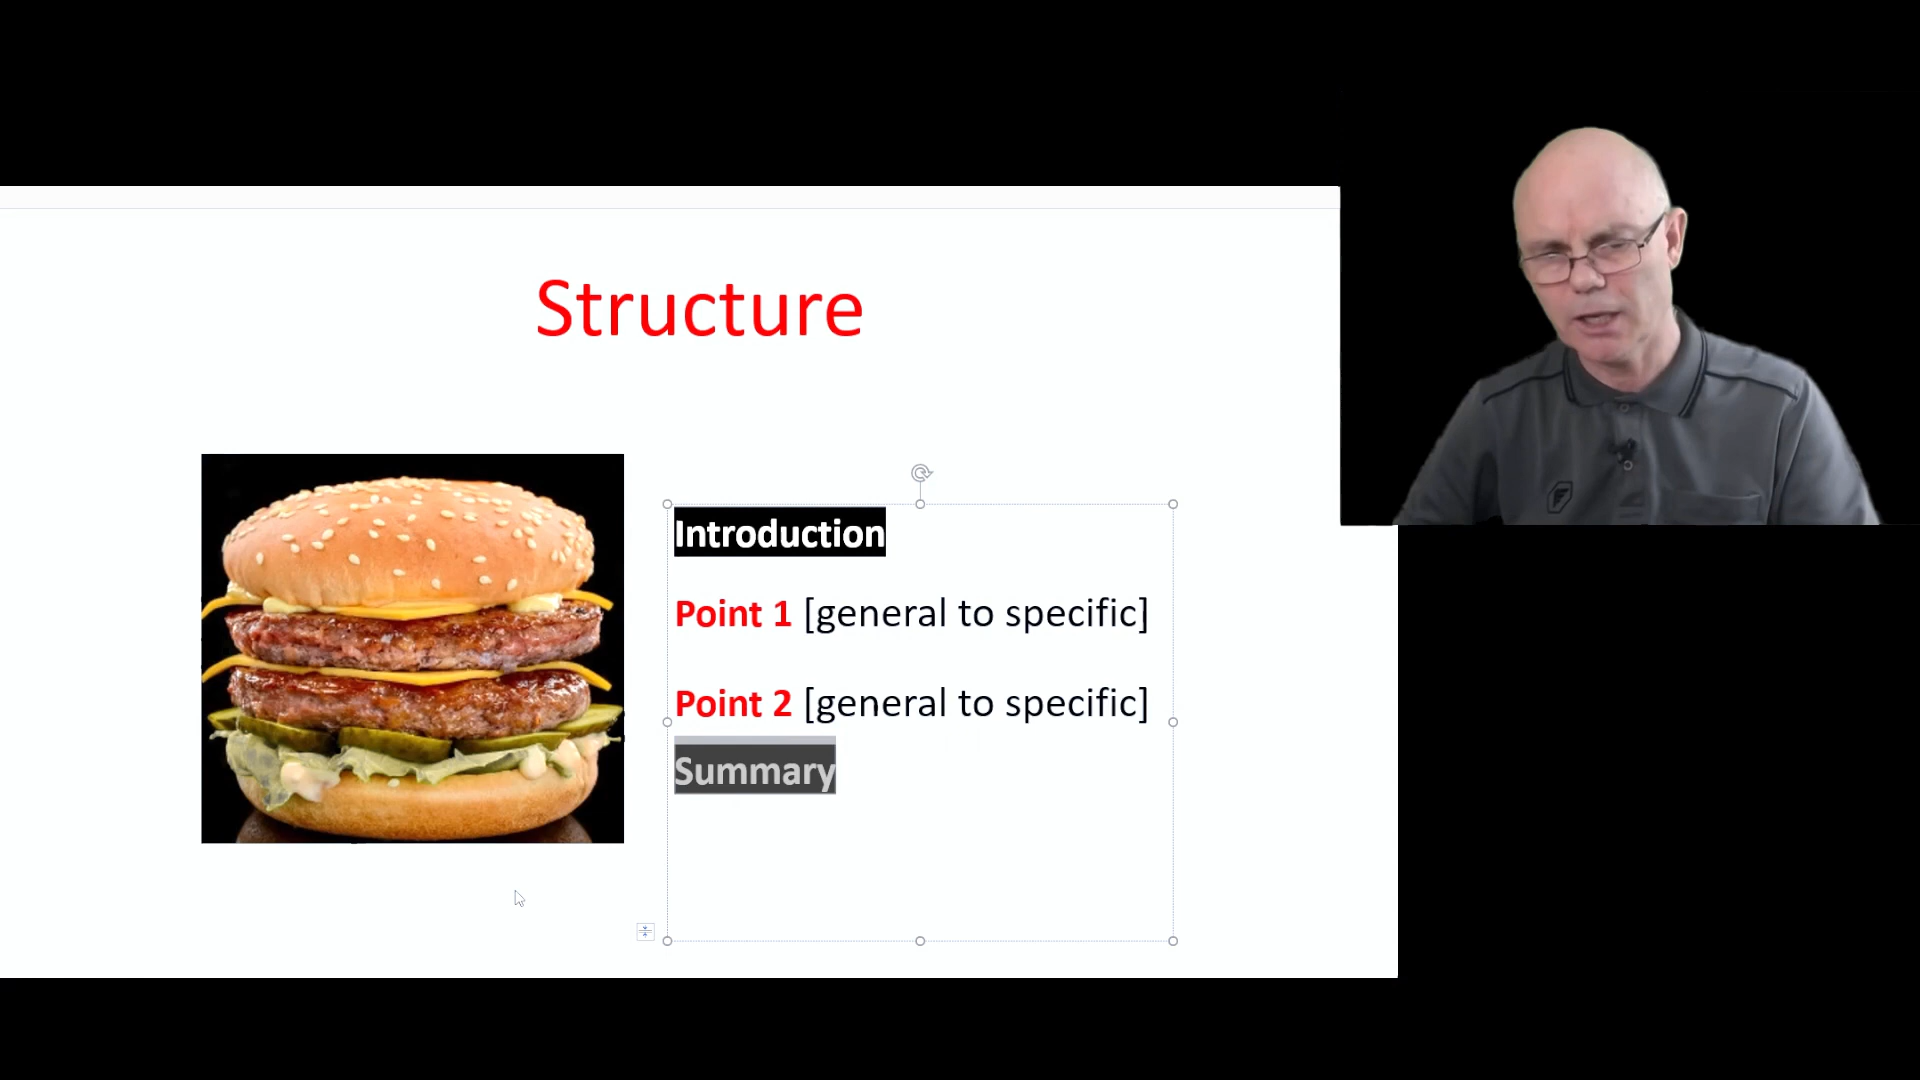 Structure
Introduction
Point 1 [general to specific]
Point 2 [general to specific]
Summary